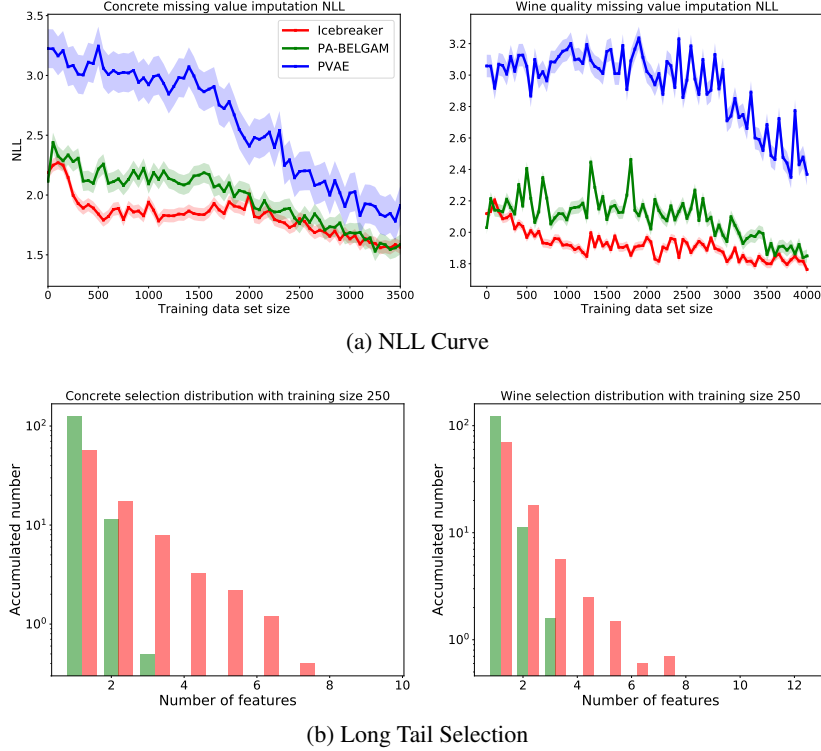 Concrete missing value imputation NLL
3.5
3.0
2.5
2.0
1.5
NLL
Icebreaker
PA-BELGAM
PVAE
0 500 1000 1500 2000 2500 3000 3500
Training data set size
Wine quality missing value imputation NLL
3.2
3.0
2.8
2.6
2.4
2.2
2.0
1.8
0 500 1000 1500 2000 2500 3000 3500 4000
Training data set size
(a) NLL Curve
Concrete selection distribution with training size 250
10²
10¹
10⁰
Accumulated number
2 4 6 8 10
Number of features
Wine selection distribution with training size 250
10²
10¹
10⁰
Accumulated number
2 4 6 8 10 12
Number of features
(b) Long Tail Selection